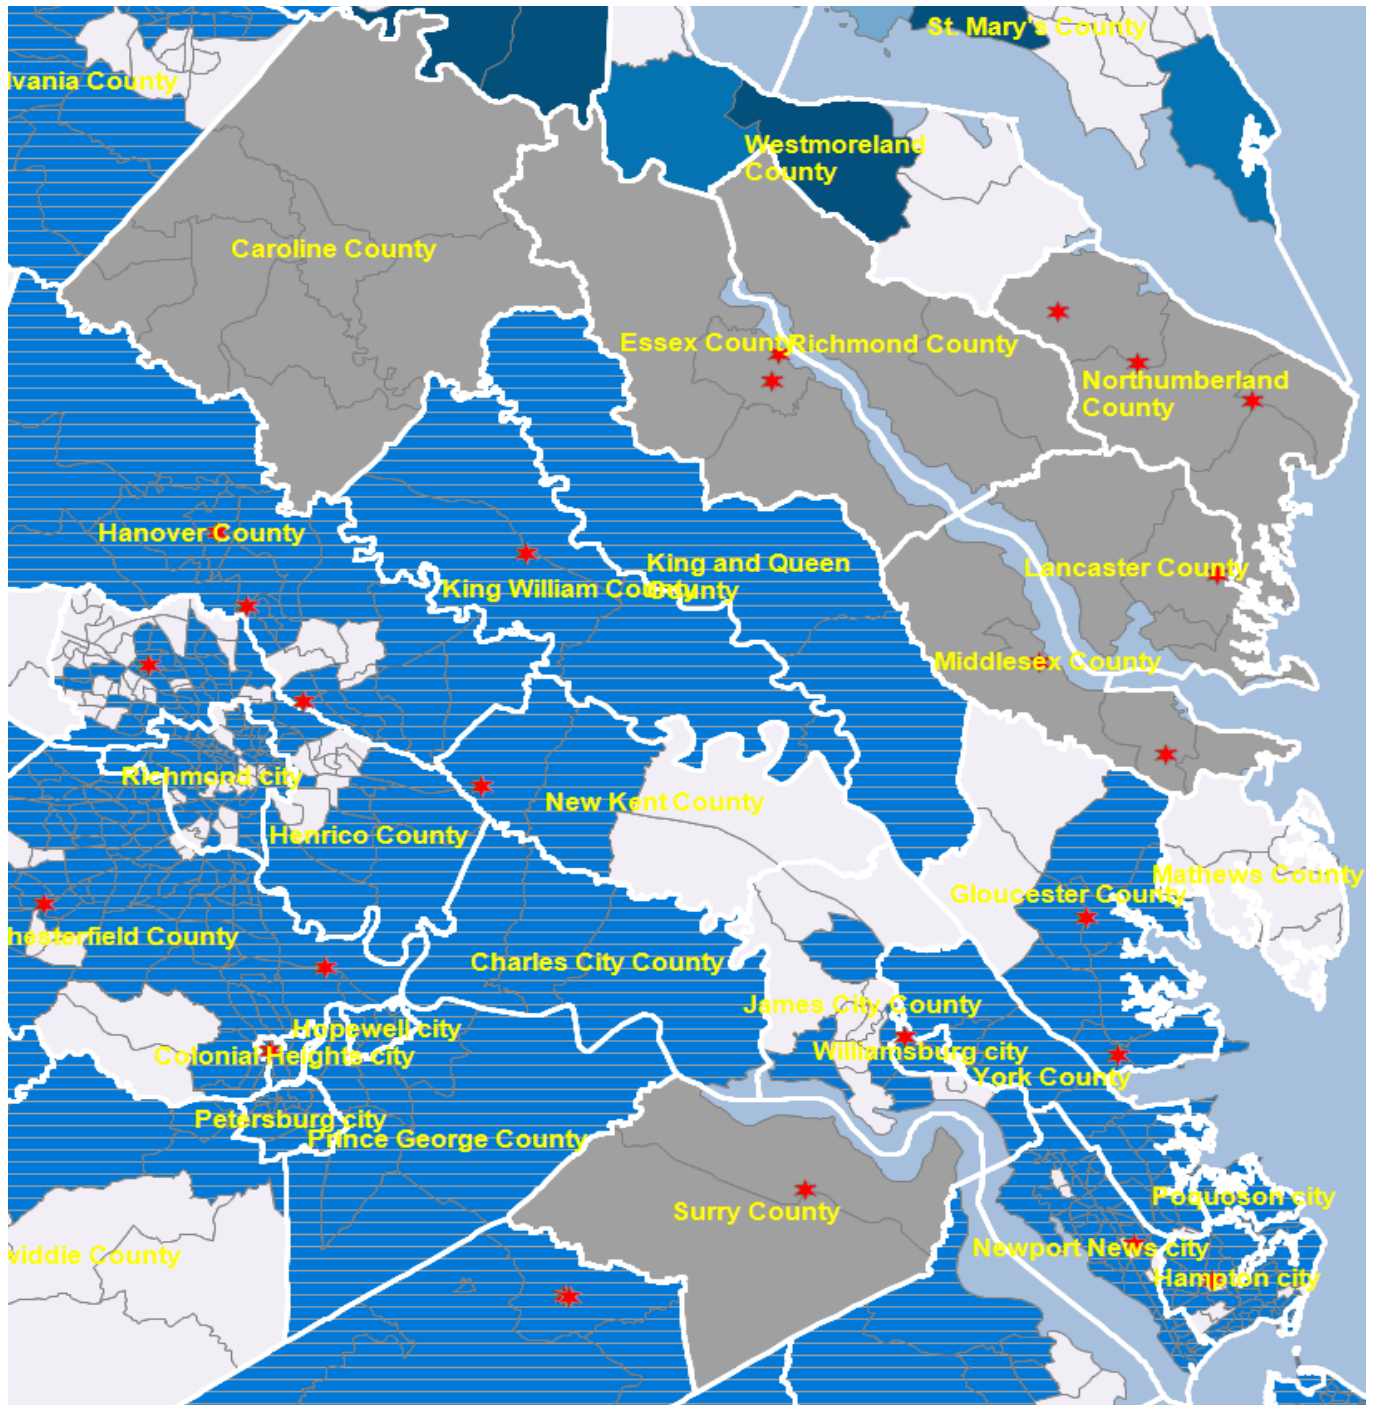 St. Mary's County
lvania County
Westmoreland
County
Caroline County
Essex County
Richmond County
Northumberland
County
Hanover County
King and Queen
County
King William County
Lancaster County
Middlesex County
Richmond city
New Kent County
Henrico County
Mathews County
Gloucester County
hesterfield County
Charles City County
James City County
Hopewell city
Colonial Heights city
Williamsburg city
York County
Petersburg city
Prince George County
Poquoson city
Surry County
Newport News city
widdie County
Hampton city